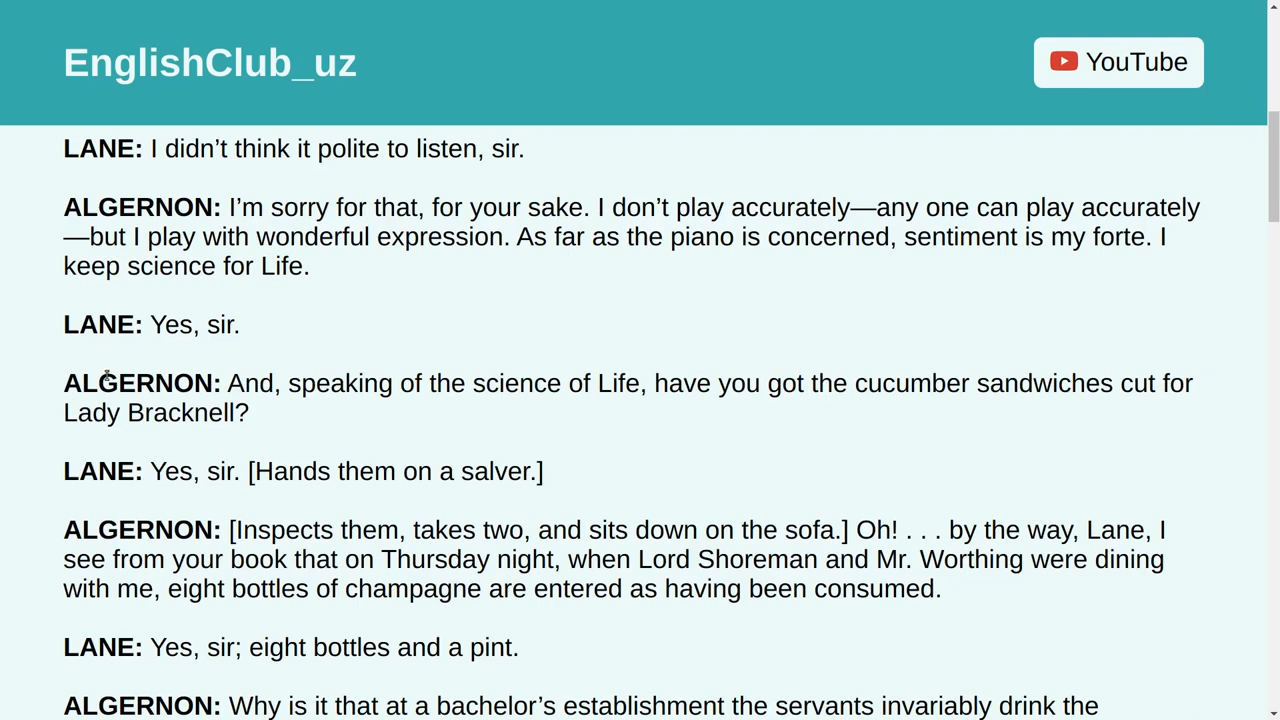 EnglishClub_uz
YouTube
LANE: I didn’t think it polite to listen, sir.
ALGERNON: I’m sorry for that, for your sake. I don’t play accurately—any one can play accurately
—but I play with wonderful expression. As far as the piano is concerned, sentiment is my forte. I
keep science for Life.
LANE: Yes, sir.
ALGERNON: And, speaking of the science of Life, have you got the cucumber sandwiches cut for
Lady Bracknell?
LANE: Yes, sir. [Hands them on a salver.]
ALGERNON: [Inspects them, takes two, and sits down on the sofa.] Oh! . . . by the way, Lane, I
see from your book that on Thursday night, when Lord Shoreman and Mr. Worthing were dining
with me, eight bottles of champagne are entered as having been consumed.
LANE: Yes, sir; eight bottles and a pint.
ALGERNON: Why is it that at a bachelor’s establishment the servants invariably drink the